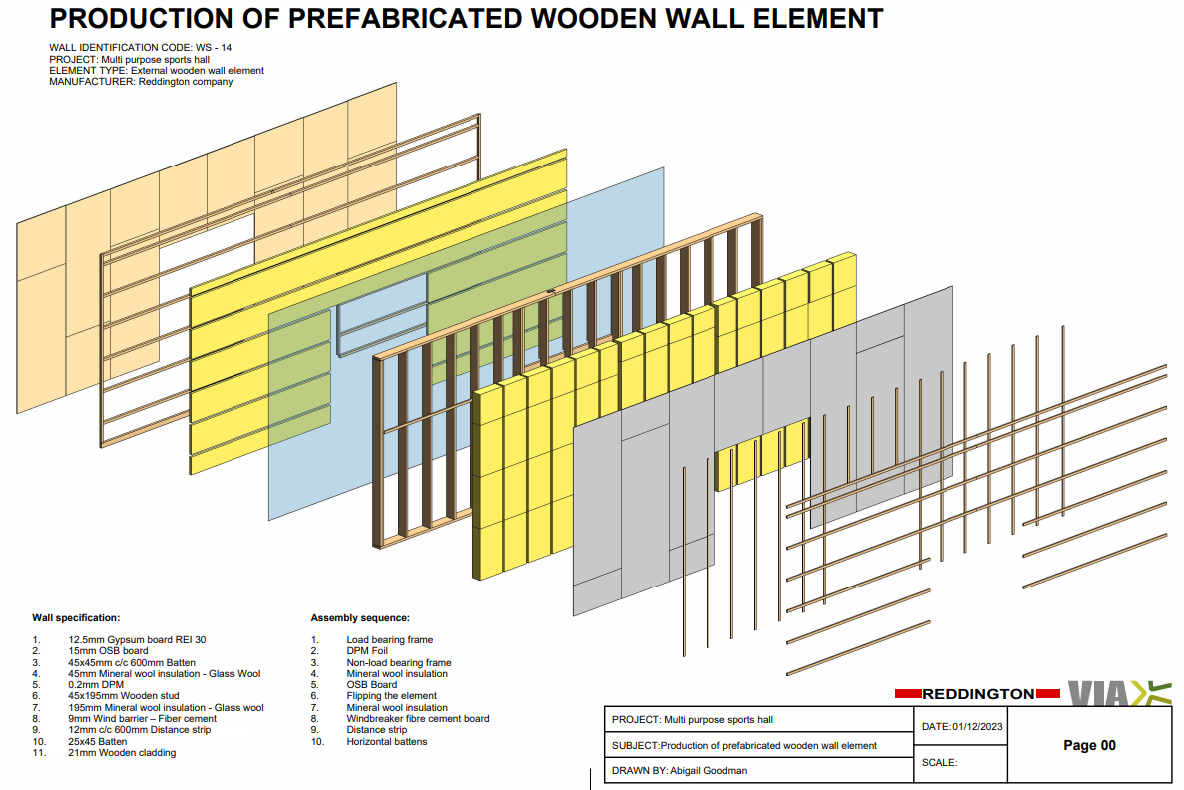 PRODUCTION OF PREFABRICATED WOODEN WALL ELEMENT
WALL IDENTIFICATION CODE: WS - 14
PROJECT: Multi purpose sports hall
ELEMENT TYPE: External wooden wall element
MANUFACTURER: Reddington company
Wall specification:
1. 12.5mm Gypsum board REI 30
2. 15mm OSB board
3. 45x45mm c/c 600mm Batten
4. 45mm Mineral wool insulation - Glass Wool
5. 0.2mm DPM
6. 45x195mm Wooden stud
7. 195mm Mineral wool insulation - Glass wool
8. 9mm Wind barrier – Fiber cement
9. 12mm c/c 600mm Distance strip
10. 25x45 Batten
11. 21mm Wooden cladding
Assembly sequence:
1. Load bearing frame
2. DPM Foil
3. Non-load bearing frame
4. Mineral wool insulation
5. OSB Board
6. Flipping the element
7. Mineral wool insulation
8. Windbreaker fibre cement board
9. Distance strip
10. Horizontal battens
REDDINGTON
VIA
PROJECT: Multi purpose sports hall
SUBJECT:Production of prefabricated wooden wall element
DRAWN BY: Abigail Goodman
DATE:01/12/2023
SCALE:
Page 00